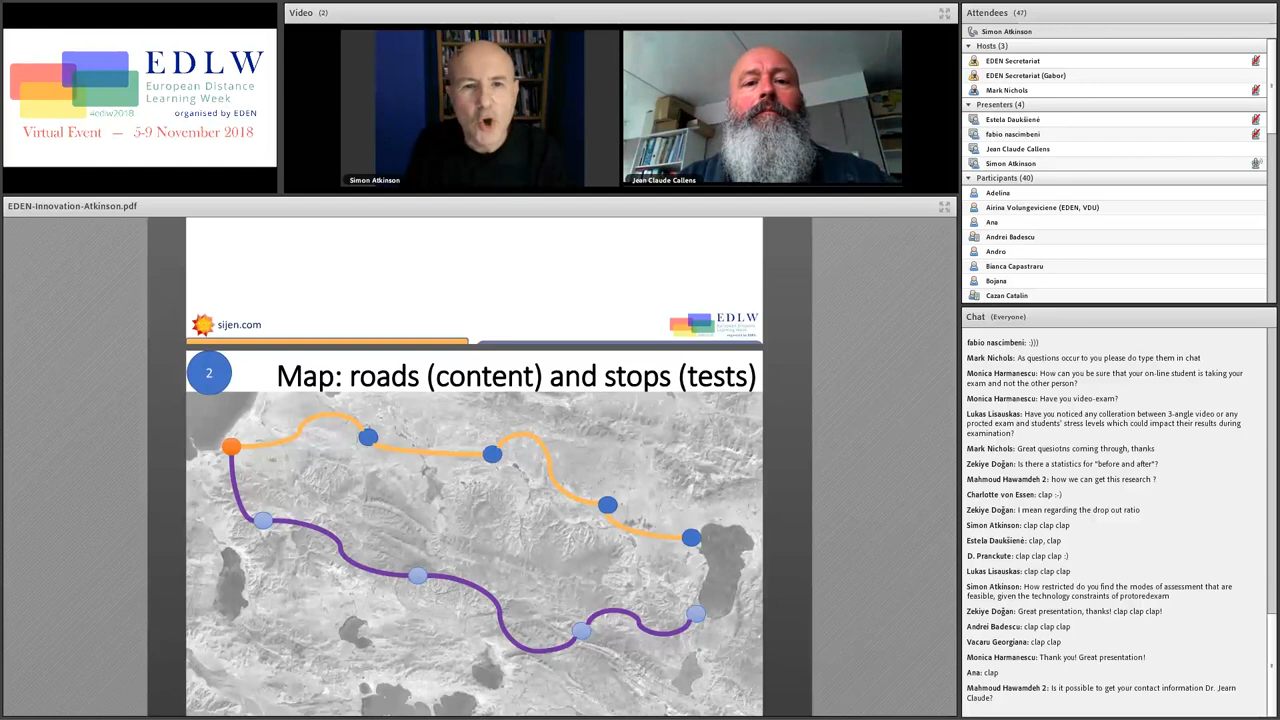 EDLW
European Distance
Learning Week
#edlw2018
organised by EDEN
Virtual Event — 5-9 November 2018
Video (2)
Simon Atkinson
Jean Claude Callens
EDEN-Innovation-Atkinson.pdf
sijen.com
EDLW
European Distance
Learning Week
2
Map: roads (content) and stops (tests)
Attendees (47)
Simon Atkinson
Hosts (3)
EDEN Secretariat
EDEN Secretariat (Gabor)
Mark Nichols
Presenters (4)
Estela Daukšienė
fabio nascimbeni
Jean Claude Callens
Simon Atkinson
Participants (40)
Adelina
Airina Volungeviciene (EDEN, VDU)
Ana
Andrei Badescu
Andro
Bianca Capastraru
Bojana
Cazan Catalin
Chat (Everyone)
fabio nascimbeni: :)))
Mark Nichols: As questions occur to you please do type them in chat
Monica Harmanescu: How can you be sure that your on-line student is taking your
exam and not the other person?
Monica Harmanescu: Have you video-exam?
Lukas Lisauskas: Have you noticed any colleration between 3-angle video or any
procted exam and students' stress levels which could impact their results during
examination?
Mark Nichols: Great quesiotns coming through, thanks
Zekiye Doğan: Is there a statistics for "before and after"?
Mahmoud Hawamdeh 2: how we can get this research ?
Charlotte von Essen: clap :-)
Zekiye Doğan: I mean regarding the drop out ratio
Simon Atkinson: clap clap clap
Estela Daukšienė: clap, clap
D. Pranckute: clap clap clap :)
Lukas Lisauskas: clap clap clap
Simon Atkinson: How restricted do you find the modes of assessment that are
feasible, given the technology constraints of protoredexam
Zekiye Doğan: Great presentation, thanks! clap clap clap!
Andrei Badescu: clap clap clap
Vacaru Georgiana: clap clap
Monica Harmanescu: Thank you! Great presentation!
Ana: clap
Mahmoud Hawamdeh 2: Is it possible to get your contact information Dr. Jearn
Claude?